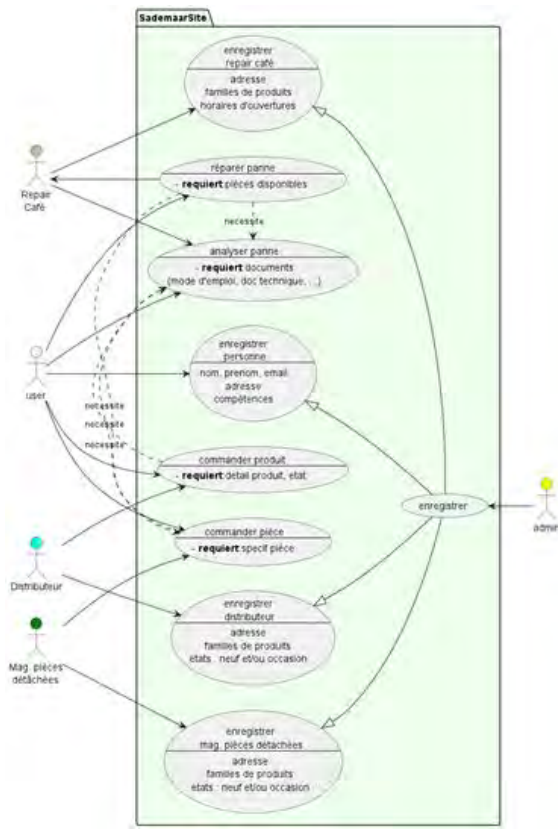 SademaarSite
enregistrer
repair café
adresse
familles de produits
horaires d'ouvertures
Repair
Café
réparer panne
- requiert pièces disponibles
nécessite
analyser panne
- requiert documents
(mode d'emploi, doc technique, ...)
user
enregistrer
personne
nom, prenom, email
adresse
compétences
nécessite
nécessite
nécessite
commander produit
- requiert detail produit, etat
enregistrer
admin
commander pièce
- requiert specif pièce
Distributeur
enregistrer
distributeur
adresse
familles de produits
etats : neuf et/ou occasion
Mag. pièces
détâchées
enregistrer
mag. pièces détachées
adresse
familles de produits
etats : neuf et/ou occasion